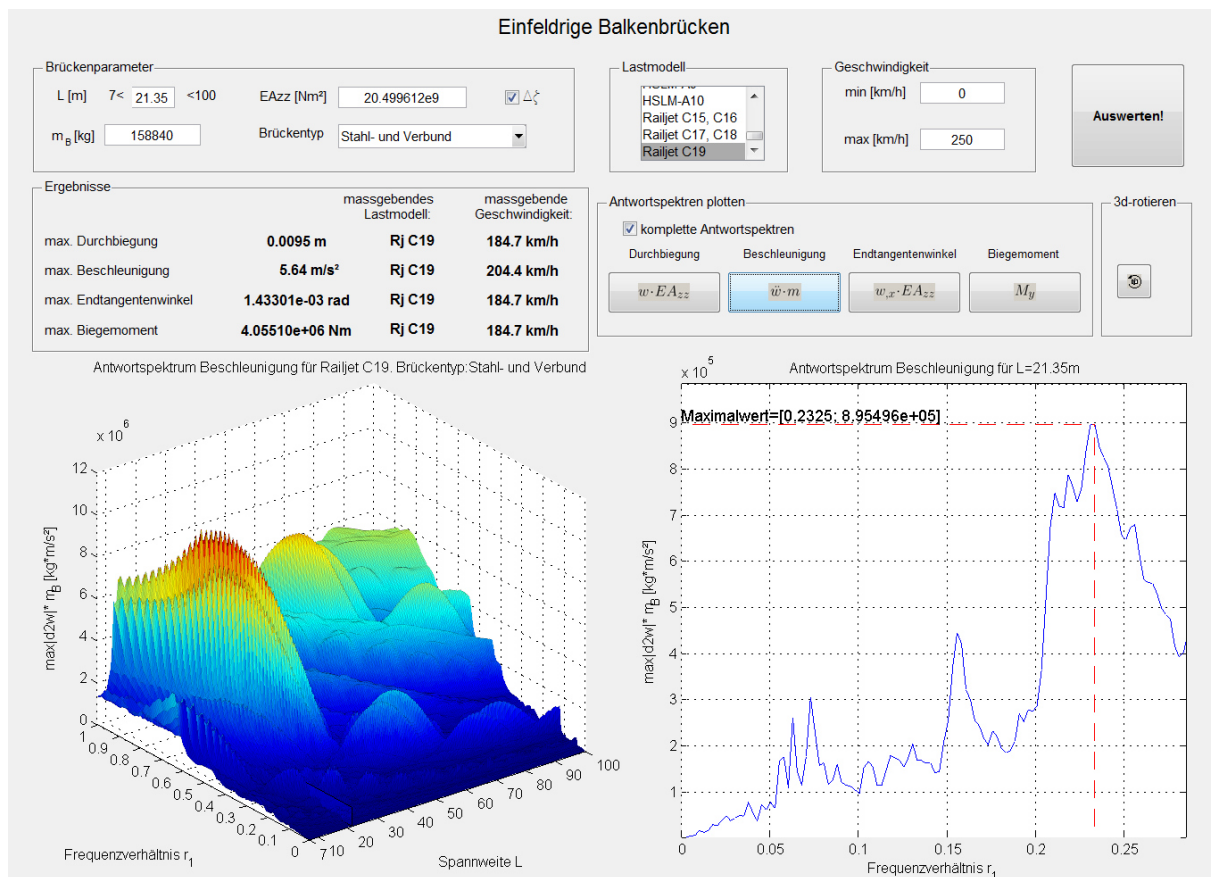 Einfeldrige Balkenbrücken
Brückenparameter
L [m] 7< 21.35 <100 EAzz [Nm²] 20.499612e9 Δζ
m_B [kg] 158840 Brückentyp Stahl- und Verbund
Lastmodell
HSLM-A10
Railjet C15, C16
Railjet C17, C18
Railjet C19
Geschwindigkeit
min [km/h] 0
max [km/h] 250
Auswerten!
Ergebnisse
massgebendes Lastmodell: massgebende Geschwindigkeit:
max. Durchbiegung 0.0095 m Rj C19 184.7 km/h
max. Beschleunigung 5.64 m/s² Rj C19 204.4 km/h
max. Endtangentenwinkel 1.43301e-03 rad Rj C19 184.7 km/h
max. Biegemoment 4.05510e+06 Nm Rj C19 184.7 km/h
Antwortspektren plotten
komplette Antwortspektren
Durchbiegung Beschleunigung Endtangentenwinkel Biegemoment
w·EA_zz ẅ·m w,x·EA_zz M_y
3d-rotieren
Antwortspektrum Beschleunigung für Railjet C19. Brückentyp:Stahl- und Verbund
x 10^6
12
10
8
6
4
2
0
max|d2w|* m_B [kg*m/s²]
1
0.9
0.8
0.7
0.6
0.5
0.4
0.3
0.2
0.1
0
Frequenzverhältnis r_1
7 10 20 30 40 50 60 70 80 90 100
Spannweite L
Antwortspektrum Beschleunigung für L=21.35m
x 10^5
Maximalwert=[0.2325; 8.95496e+05]
9
8
7
6
5
4
3
2
1
max|d2w|* m_B [kg*m/s²]
0 0.05 0.1 0.15 0.2 0.25
Frequenzverhältnis r_1